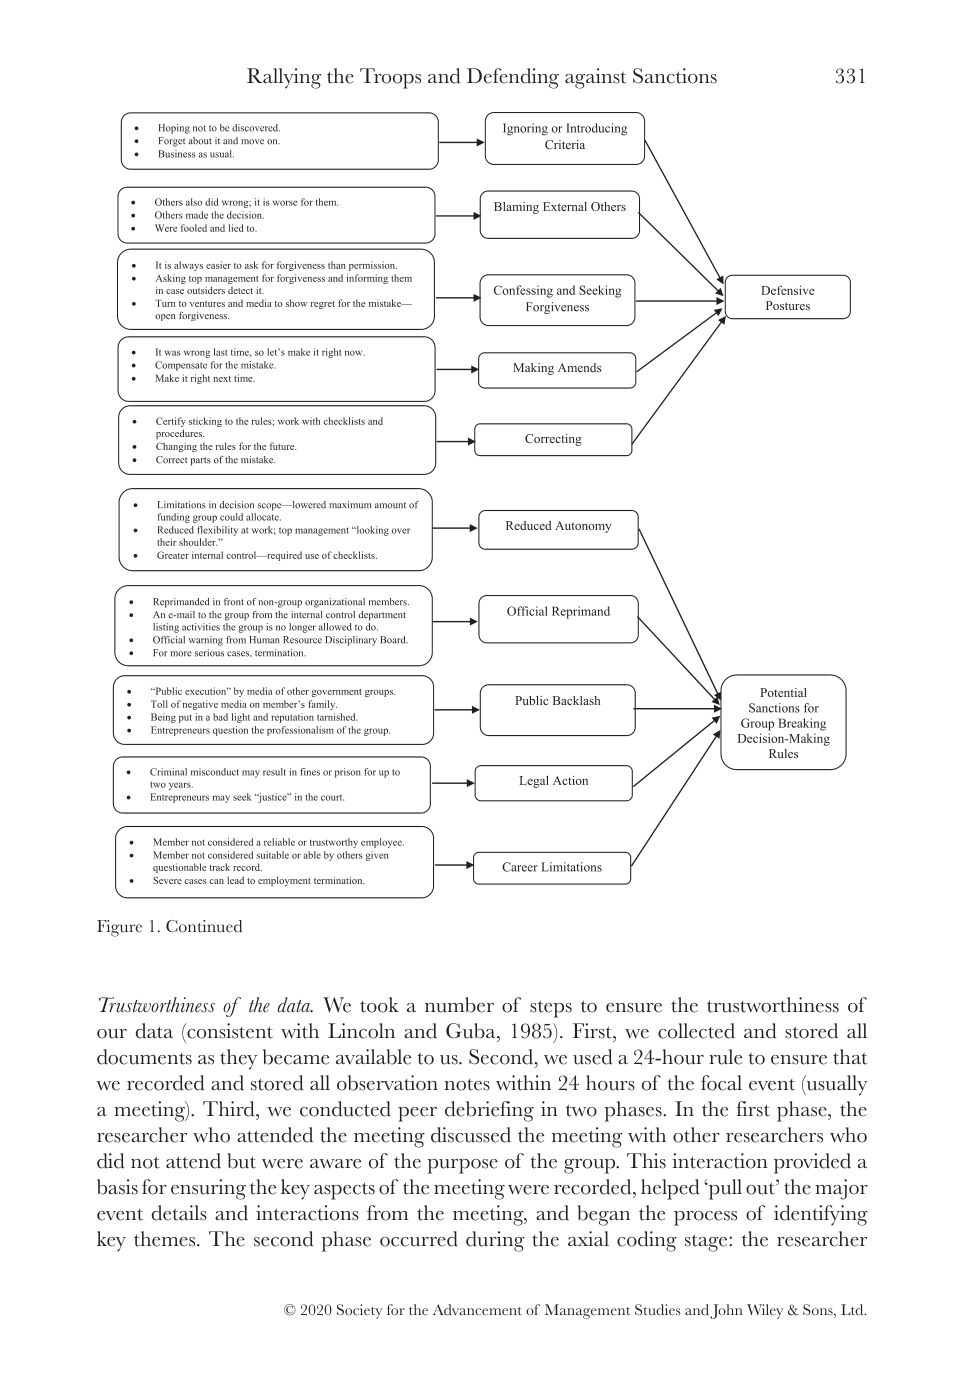 Rallying the Troops and Defending against Sanctions 331
• Hoping not to be discovered.
• Forget about it and move on.
• Business as usual.
Ignoring or Introducing
Criteria
• Others also did wrong; it is worse for them.
• Others made the decision.
• Were fooled and lied to.
Blaming External Others
• It is always easier to ask for forgiveness than permission.
• Asking top management for forgiveness and informing them
in case outsiders detect it.
• Turn to ventures and media to show regret for the mistake—
open forgiveness.
Confessing and Seeking
Forgiveness
Defensive
Postures
• It was wrong last time, so let's make it right now.
• Compensate for the mistake.
• Make it right next time.
Making Amends
• Certify sticking to the rules; work with checklists and
procedures.
• Changing the rules for the future.
• Correct parts of the mistake.
Correcting
• Limitations in decision scope—lowered maximum amount of
funding group could allocate.
• Reduced flexibility at work; top management “looking over
their shoulder.”
• Greater internal control—required use of checklists.
Reduced Autonomy
• Reprimanded in front of non-group organizational members.
• An e-mail to the group from the internal control department
listing activities the group is no longer allowed to do.
• Official warning from Human Resource Disciplinary Board.
• For more serious cases, termination.
Official Reprimand
• “Public execution” by media of other government groups.
• Toll of negative media on member's family.
• Being put in a bad light and reputation tarnished.
• Entrepreneurs question the professionalism of the group.
Public Backlash
Potential
Sanctions for
Group Breaking
Decision-Making
Rules
• Criminal misconduct may result in fines or prison for up to
two years.
• Entrepreneurs may seek “justice” in the court.
Legal Action
• Member not considered a reliable or trustworthy employee.
• Member not considered suitable or able by others given
questionable track record.
• Severe cases can lead to employment termination.
Career Limitations
Figure 1. Continued
Trustworthiness of the data. We took a number of steps to ensure the trustworthiness of
our data (consistent with Lincoln and Guba, 1985). First, we collected and stored all
documents as they became available to us. Second, we used a 24-hour rule to ensure that
we recorded and stored all observation notes within 24 hours of the focal event (usually
a meeting). Third, we conducted peer debriefing in two phases. In the first phase, the
researcher who attended the meeting discussed the meeting with other researchers who
did not attend but were aware of the purpose of the group. This interaction provided a
basis for ensuring the key aspects of the meeting were recorded, helped ‘pull out’ the major
event details and interactions from the meeting, and began the process of identifying
key themes. The second phase occurred during the axial coding stage: the researcher
© 2020 Society for the Advancement of Management Studies and John Wiley & Sons, Ltd.